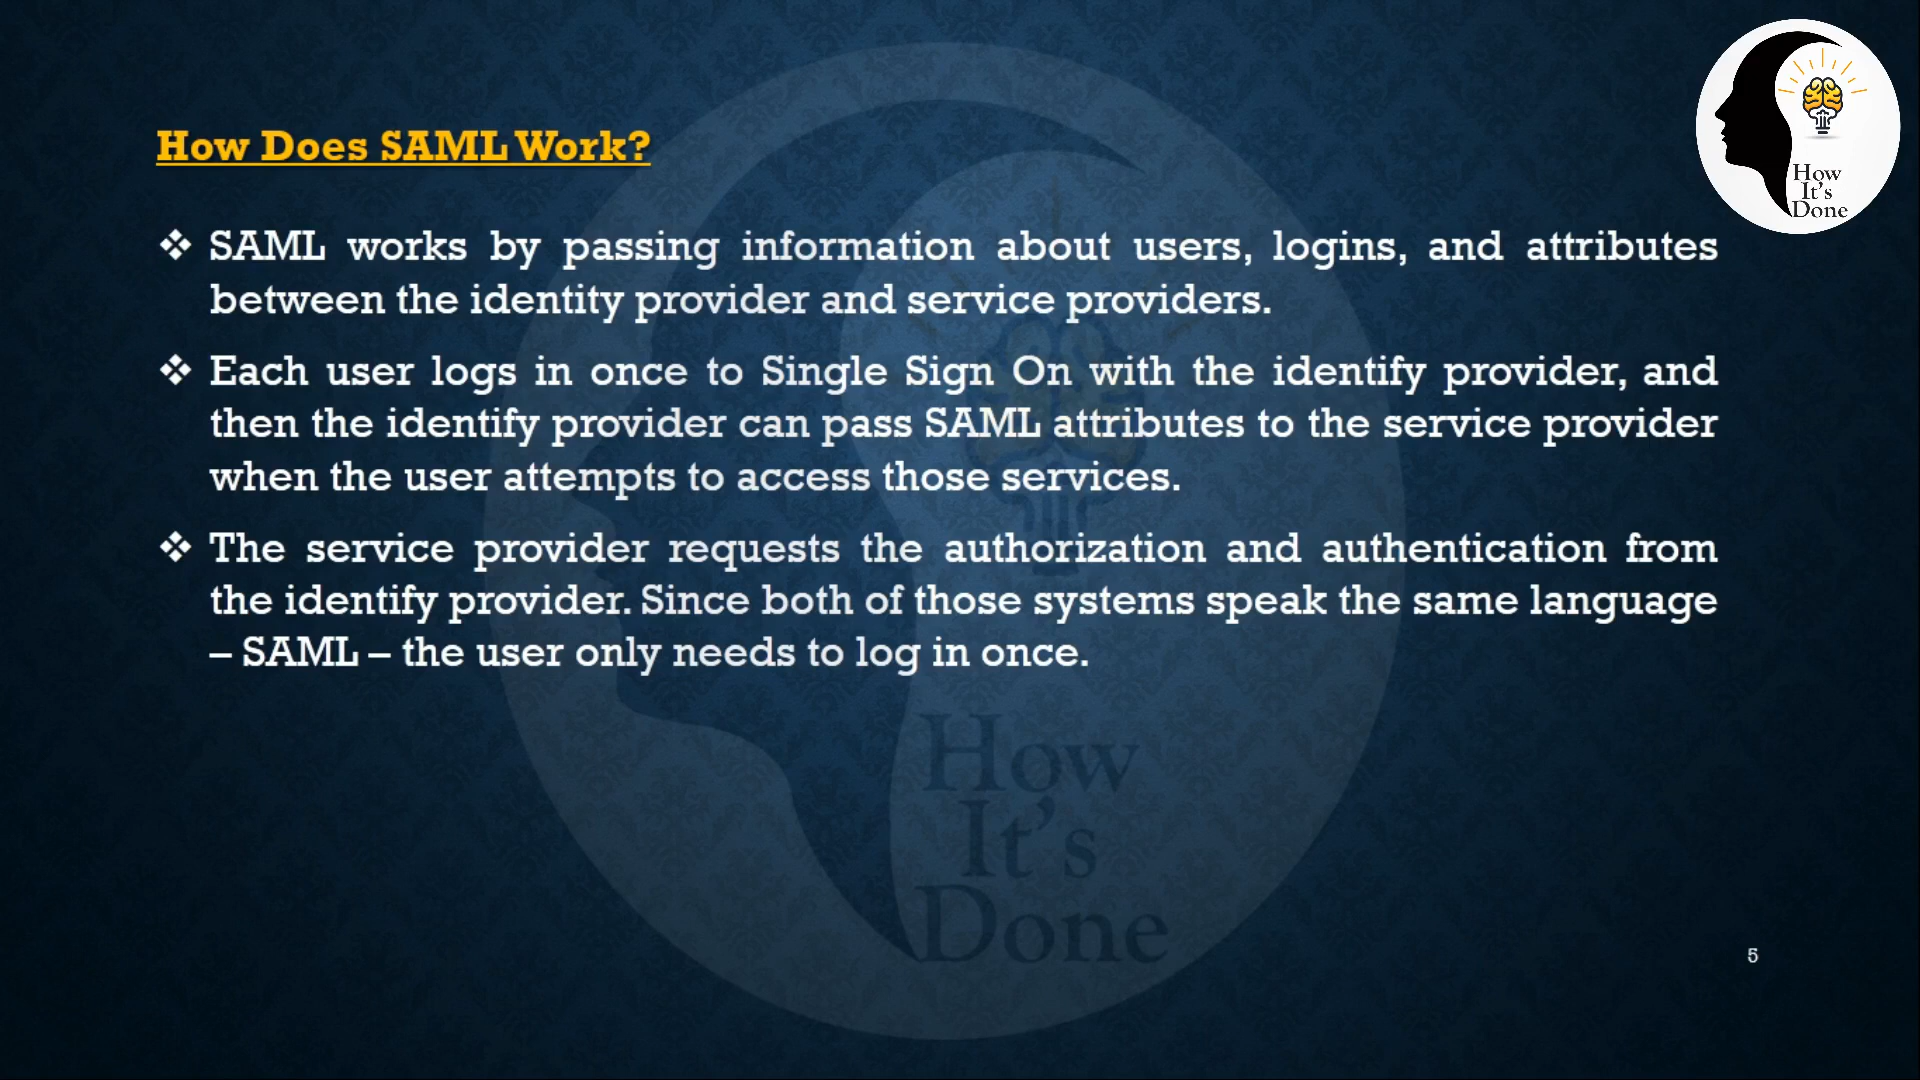 How
It's
Done
How Does SAML Work?
❖ SAML works by passing information about users, logins, and attributes
between the identity provider and service providers.
❖ Each user logs in once to Single Sign On with the identify provider, and
then the identify provider can pass SAML attributes to the service provider
when the user attempts to access those services.
❖ The service provider requests the authorization and authentication from
the identify provider. Since both of those systems speak the same language
– SAML – the user only needs to log in once.
How
It's
Done
5